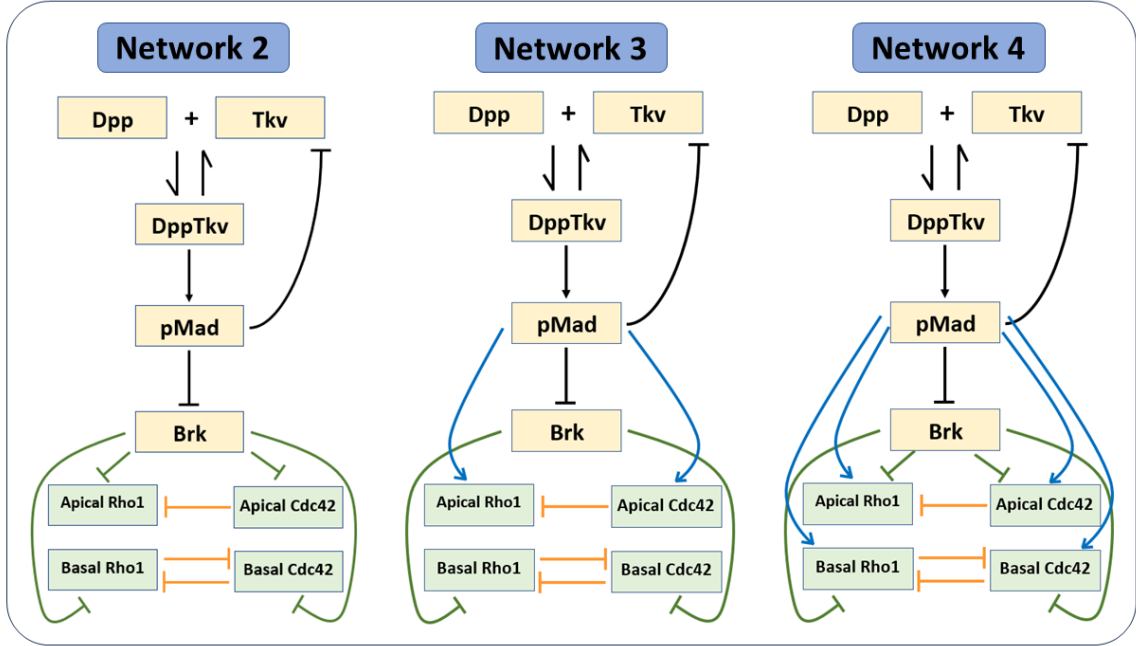 Network 2
Dpp + Tkv
DppTkv
pMad
Brk
Apical Rho1
Apical Cdc42
Basal Rho1
Basal Cdc42
Network 3
Dpp + Tkv
DppTkv
pMad
Brk
Apical Rho1
Apical Cdc42
Basal Rho1
Basal Cdc42
Network 4
Dpp + Tkv
DppTkv
pMad
Brk
Apical Rho1
Apical Cdc42
Basal Rho1
Basal Cdc42